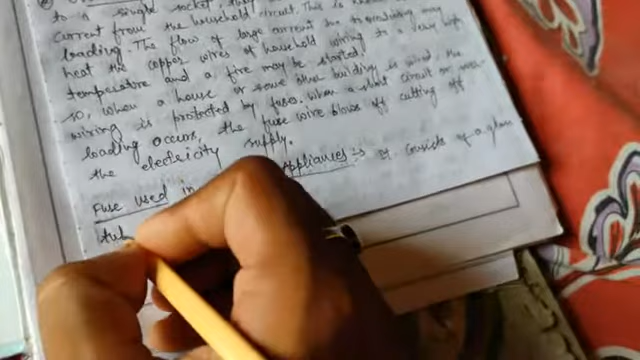 to a single socket, they
current from the household circuit. This is
loading. The flow of large current due to overloading may
heat the copper wires of household wiring to a very high
temperature and a fire may be started.
so, when a house or some other building is wired, the
wiring is protected by fuses. When a short circuit or over-
loading occurs, the fuse wire blows off cutting off
the electricity supply.
Fuse used in Appliances :→ It consists of a glass
tub